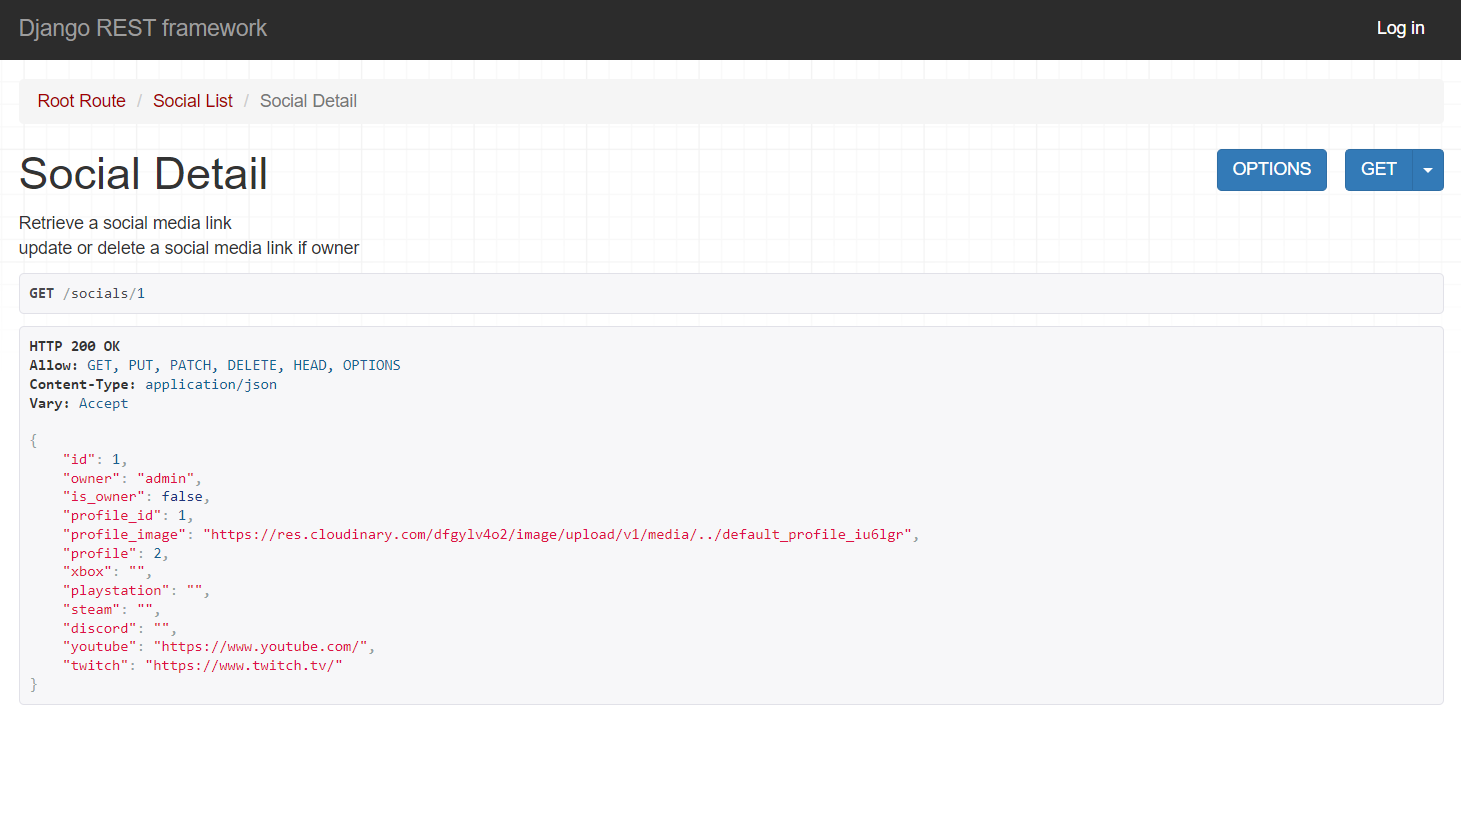 Django REST framework
Log in
Root Route / Social List / Social Detail
Social Detail
OPTIONS
GET
Retrieve a social media link
update or delete a social media link if owner
GET /socials/1
HTTP 200 OK
Allow: GET, PUT, PATCH, DELETE, HEAD, OPTIONS
Content-Type: application/json
Vary: Accept
{
    "id": 1,
    "owner": "admin",
    "is_owner": false,
    "profile_id": 1,
    "profile_image": "https://res.cloudinary.com/dfgylv4o2/image/upload/v1/media/../default_profile_iu6lgr",
    "profile": 2,
    "xbox": "",
    "playstation": "",
    "steam": "",
    "discord": "",
    "youtube": "https://www.youtube.com/",
    "twitch": "https://www.twitch.tv/"
}